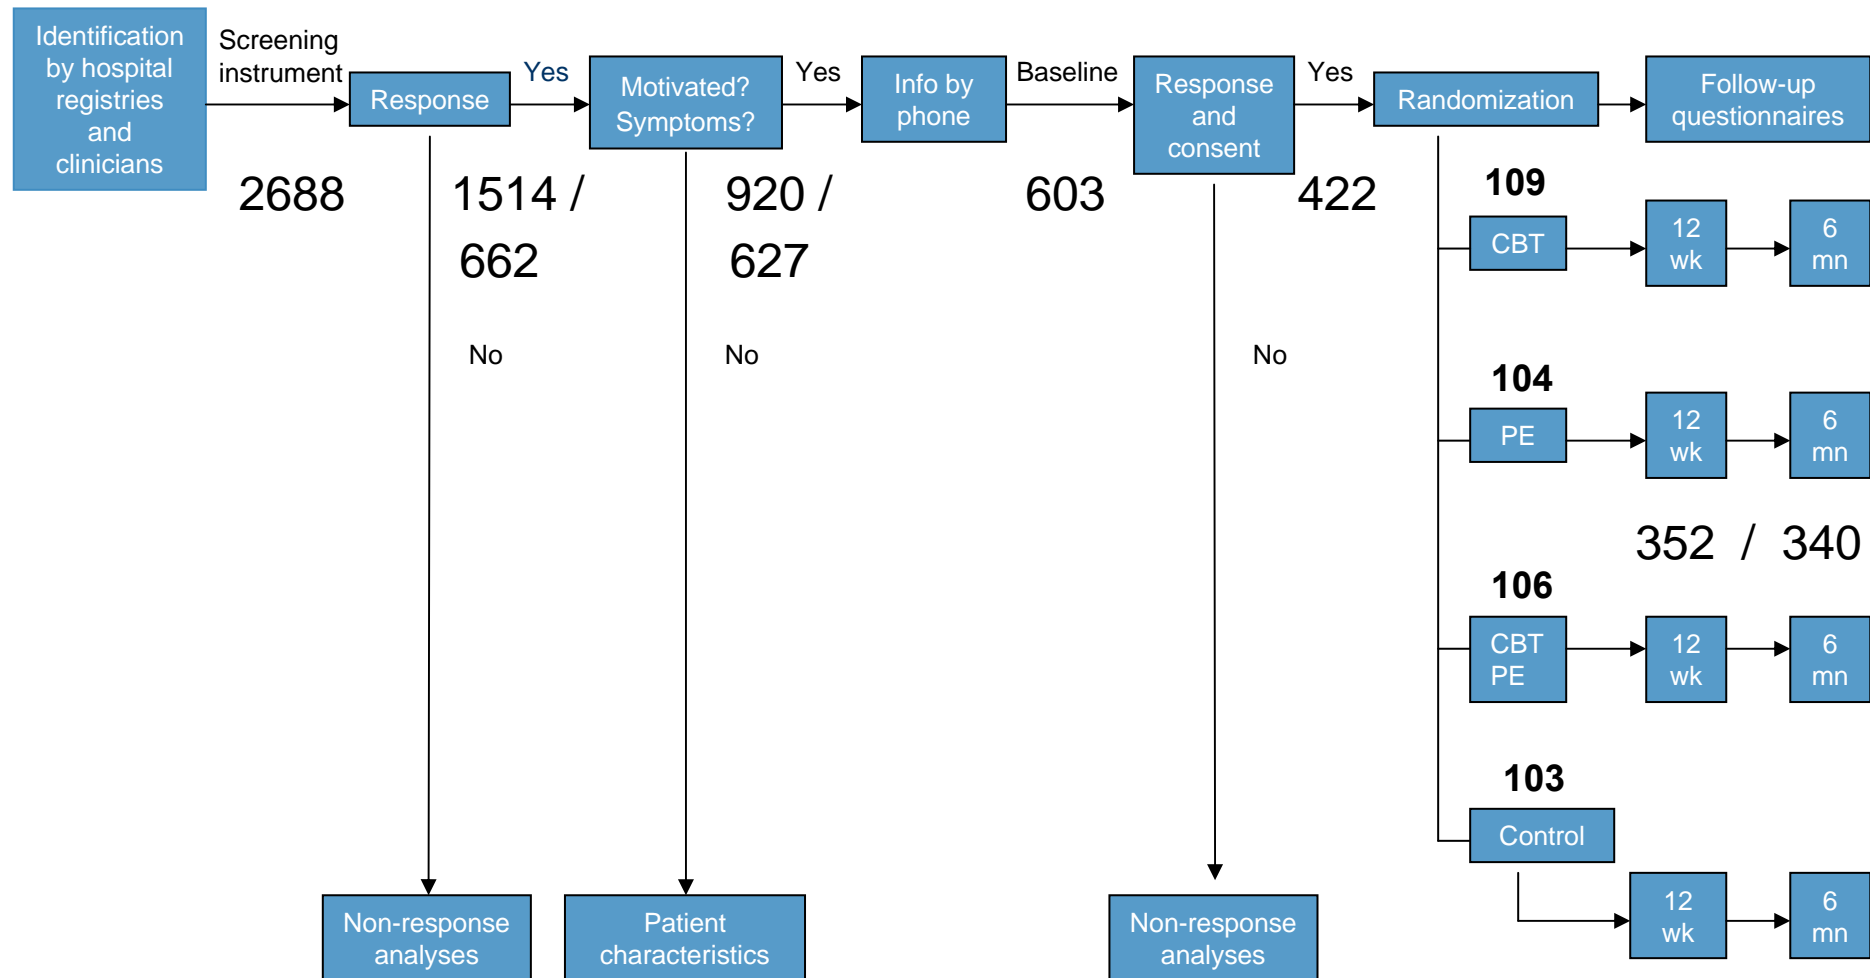 Identification
by hospital
registries
and
clinicians
Screening
instrument
Response
Yes
Motivated?
Symptoms?
Yes
Info by
phone
Baseline
Response
and
consent
Yes
Randomization
Follow-up
questionnaires
2688
1514 /
662
920 /
627
603
422
109
CBT
12
wk
6
mn
No
No
No
104
PE
12
wk
6
mn
352 / 340
106
CBT
PE
12
wk
6
mn
103
Control
12
wk
6
mn
Non-response
analyses
Patient
characteristics
Non-response
analyses